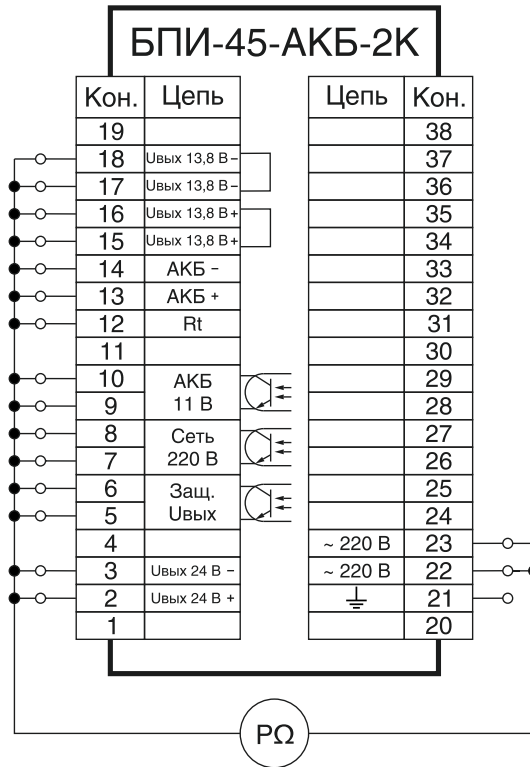 БПИ-45-АКБ-2К
Кон. Цепь
19
18 Uвых 13,8 В –
17 Uвых 13,8 В –
16 Uвых 13,8 В +
15 Uвых 13,8 В +
14 АКБ –
13 АКБ +
12 Rt
11
10 АКБ
9 11 В
8 Сеть
7 220 В
6 Защ.
5 Uвых
4
3 Uвых 24 В –
2 Uвых 24 В +
1
Цепь Кон.
38
37
36
35
34
33
32
31
30
29
28
27
26
25
24
~ 220 В 23
~ 220 В 22
21
20
PΩ